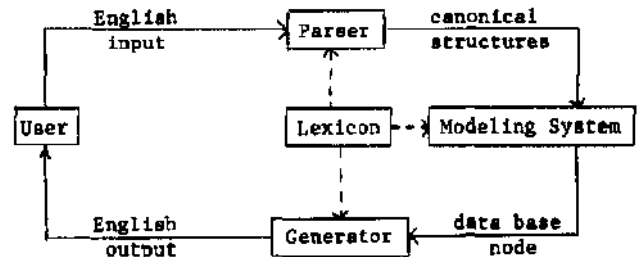 English
input
Parser
canonical
structures
User
Lexicon
Modeling System
English
output
Generator
data base
node